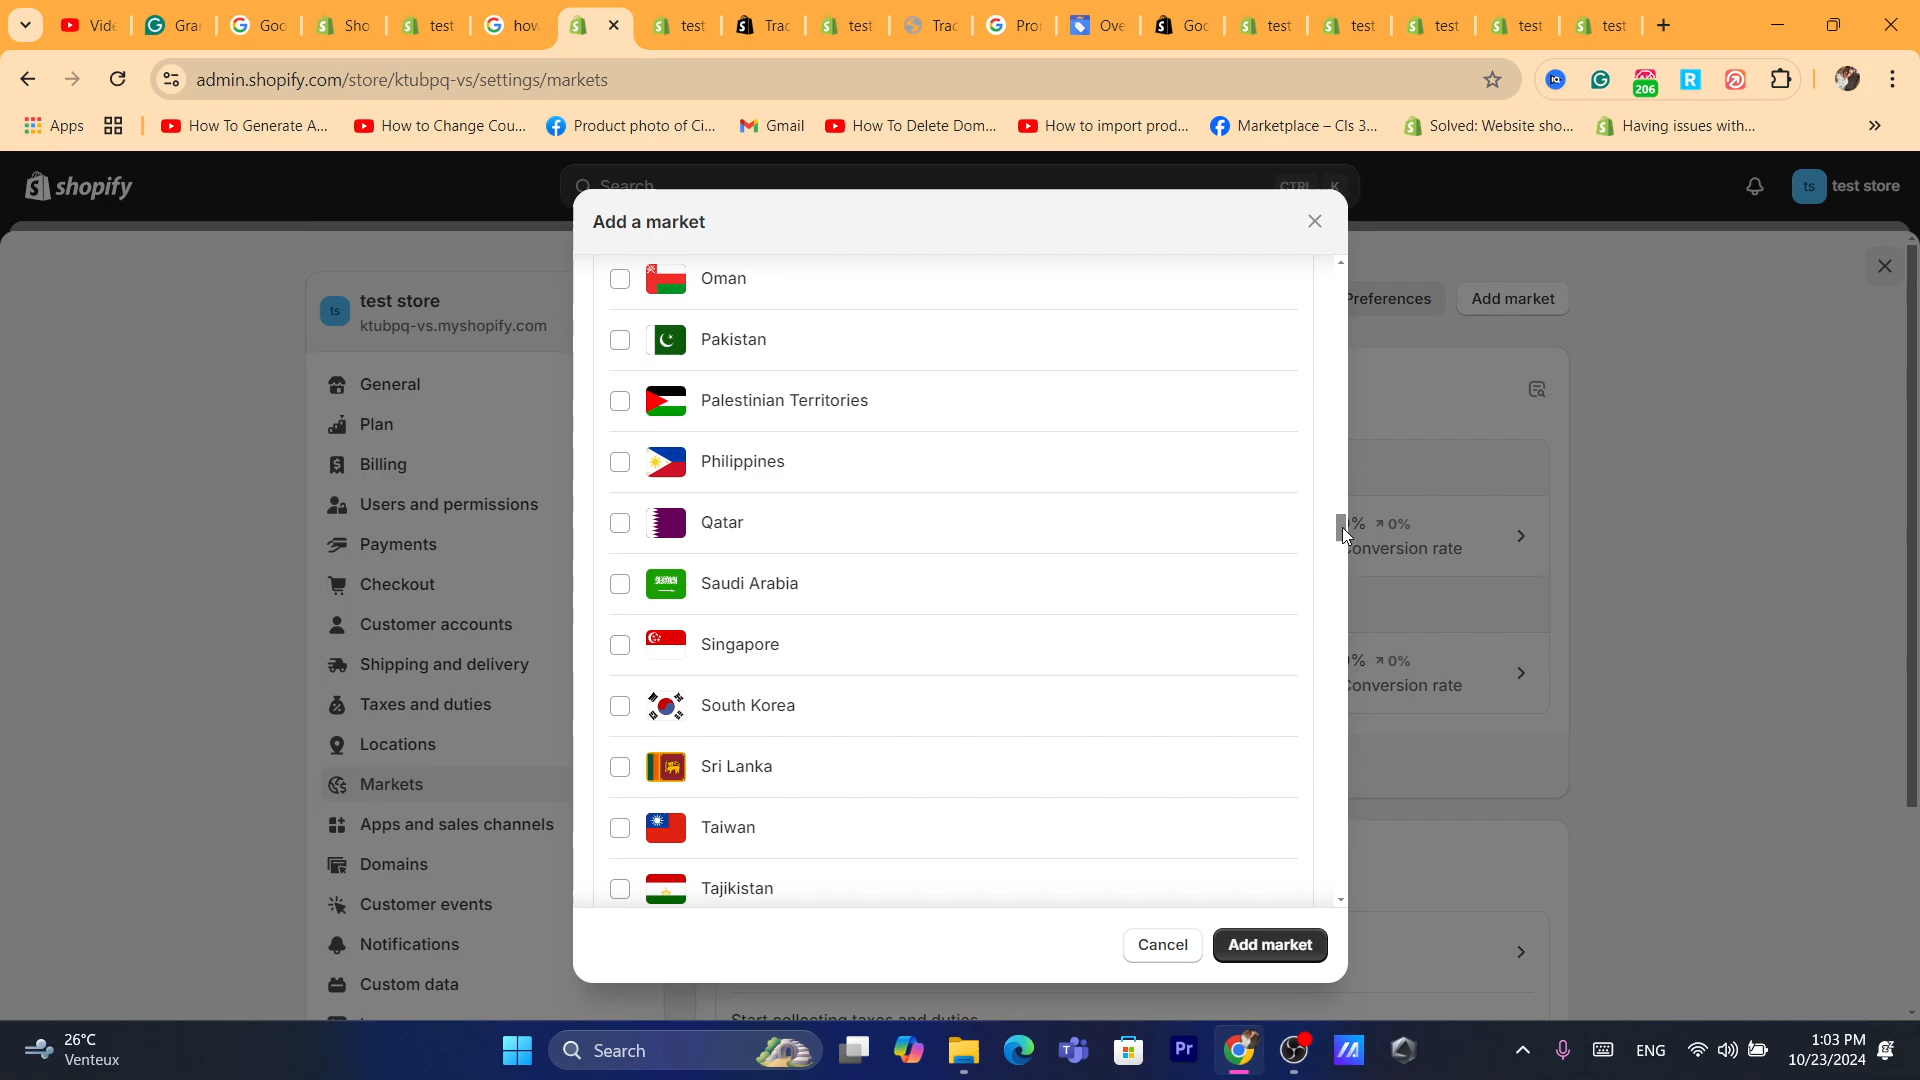 Vide
Gra
Goo
Sho
test
how
test
Trac
test
Trac
Pro
Ove
Goc
test
test
test
test
test
admin.shopify.com/store/ktubpq-vs/settings/markets
206
Apps
How To Generate A...
How to Change Cou...
Product photo of Ci...
Gmail
How To Delete Dom...
How to import prod...
Marketplace – Cls 3...
Solved: Website sho...
Having issues with...
shopify
Search
CTRL K
ts
test store
Add a market
ts
test store
ktubpq-vs.myshopify.com
General
Plan
Billing
Users and permissions
Payments
Checkout
Customer accounts
Shipping and delivery
Taxes and duties
Locations
Markets
Apps and sales channels
Domains
Customer events
Notifications
Custom data
Oman
Pakistan
Palestinian Territories
Philippines
Qatar
Saudi Arabia
Singapore
South Korea
Sri Lanka
Taiwan
Tajikistan
Cancel
Add market
Preferences
Add market
% 0%
Conversion rate
% 0%
Conversion rate
Start collecting taxes and duties
26°C
Venteux
Search
Pr
ENG
1:03 PM
10/23/2024